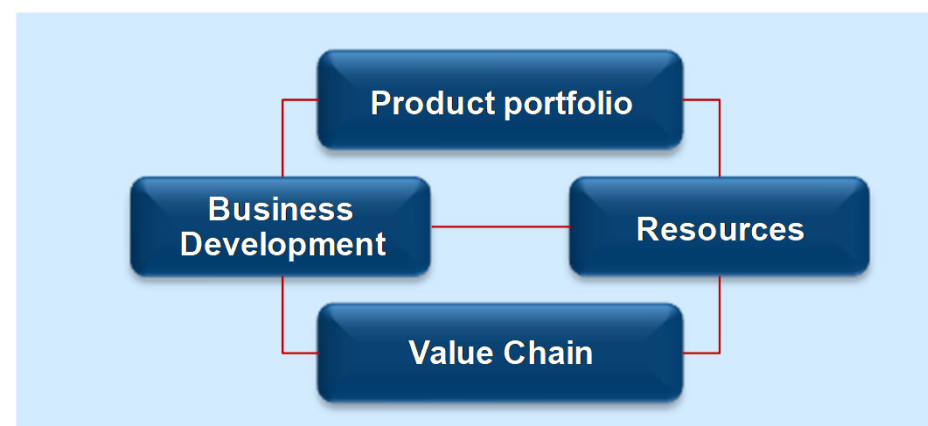 Product portfolio
Business
Development
Resources
Value Chain